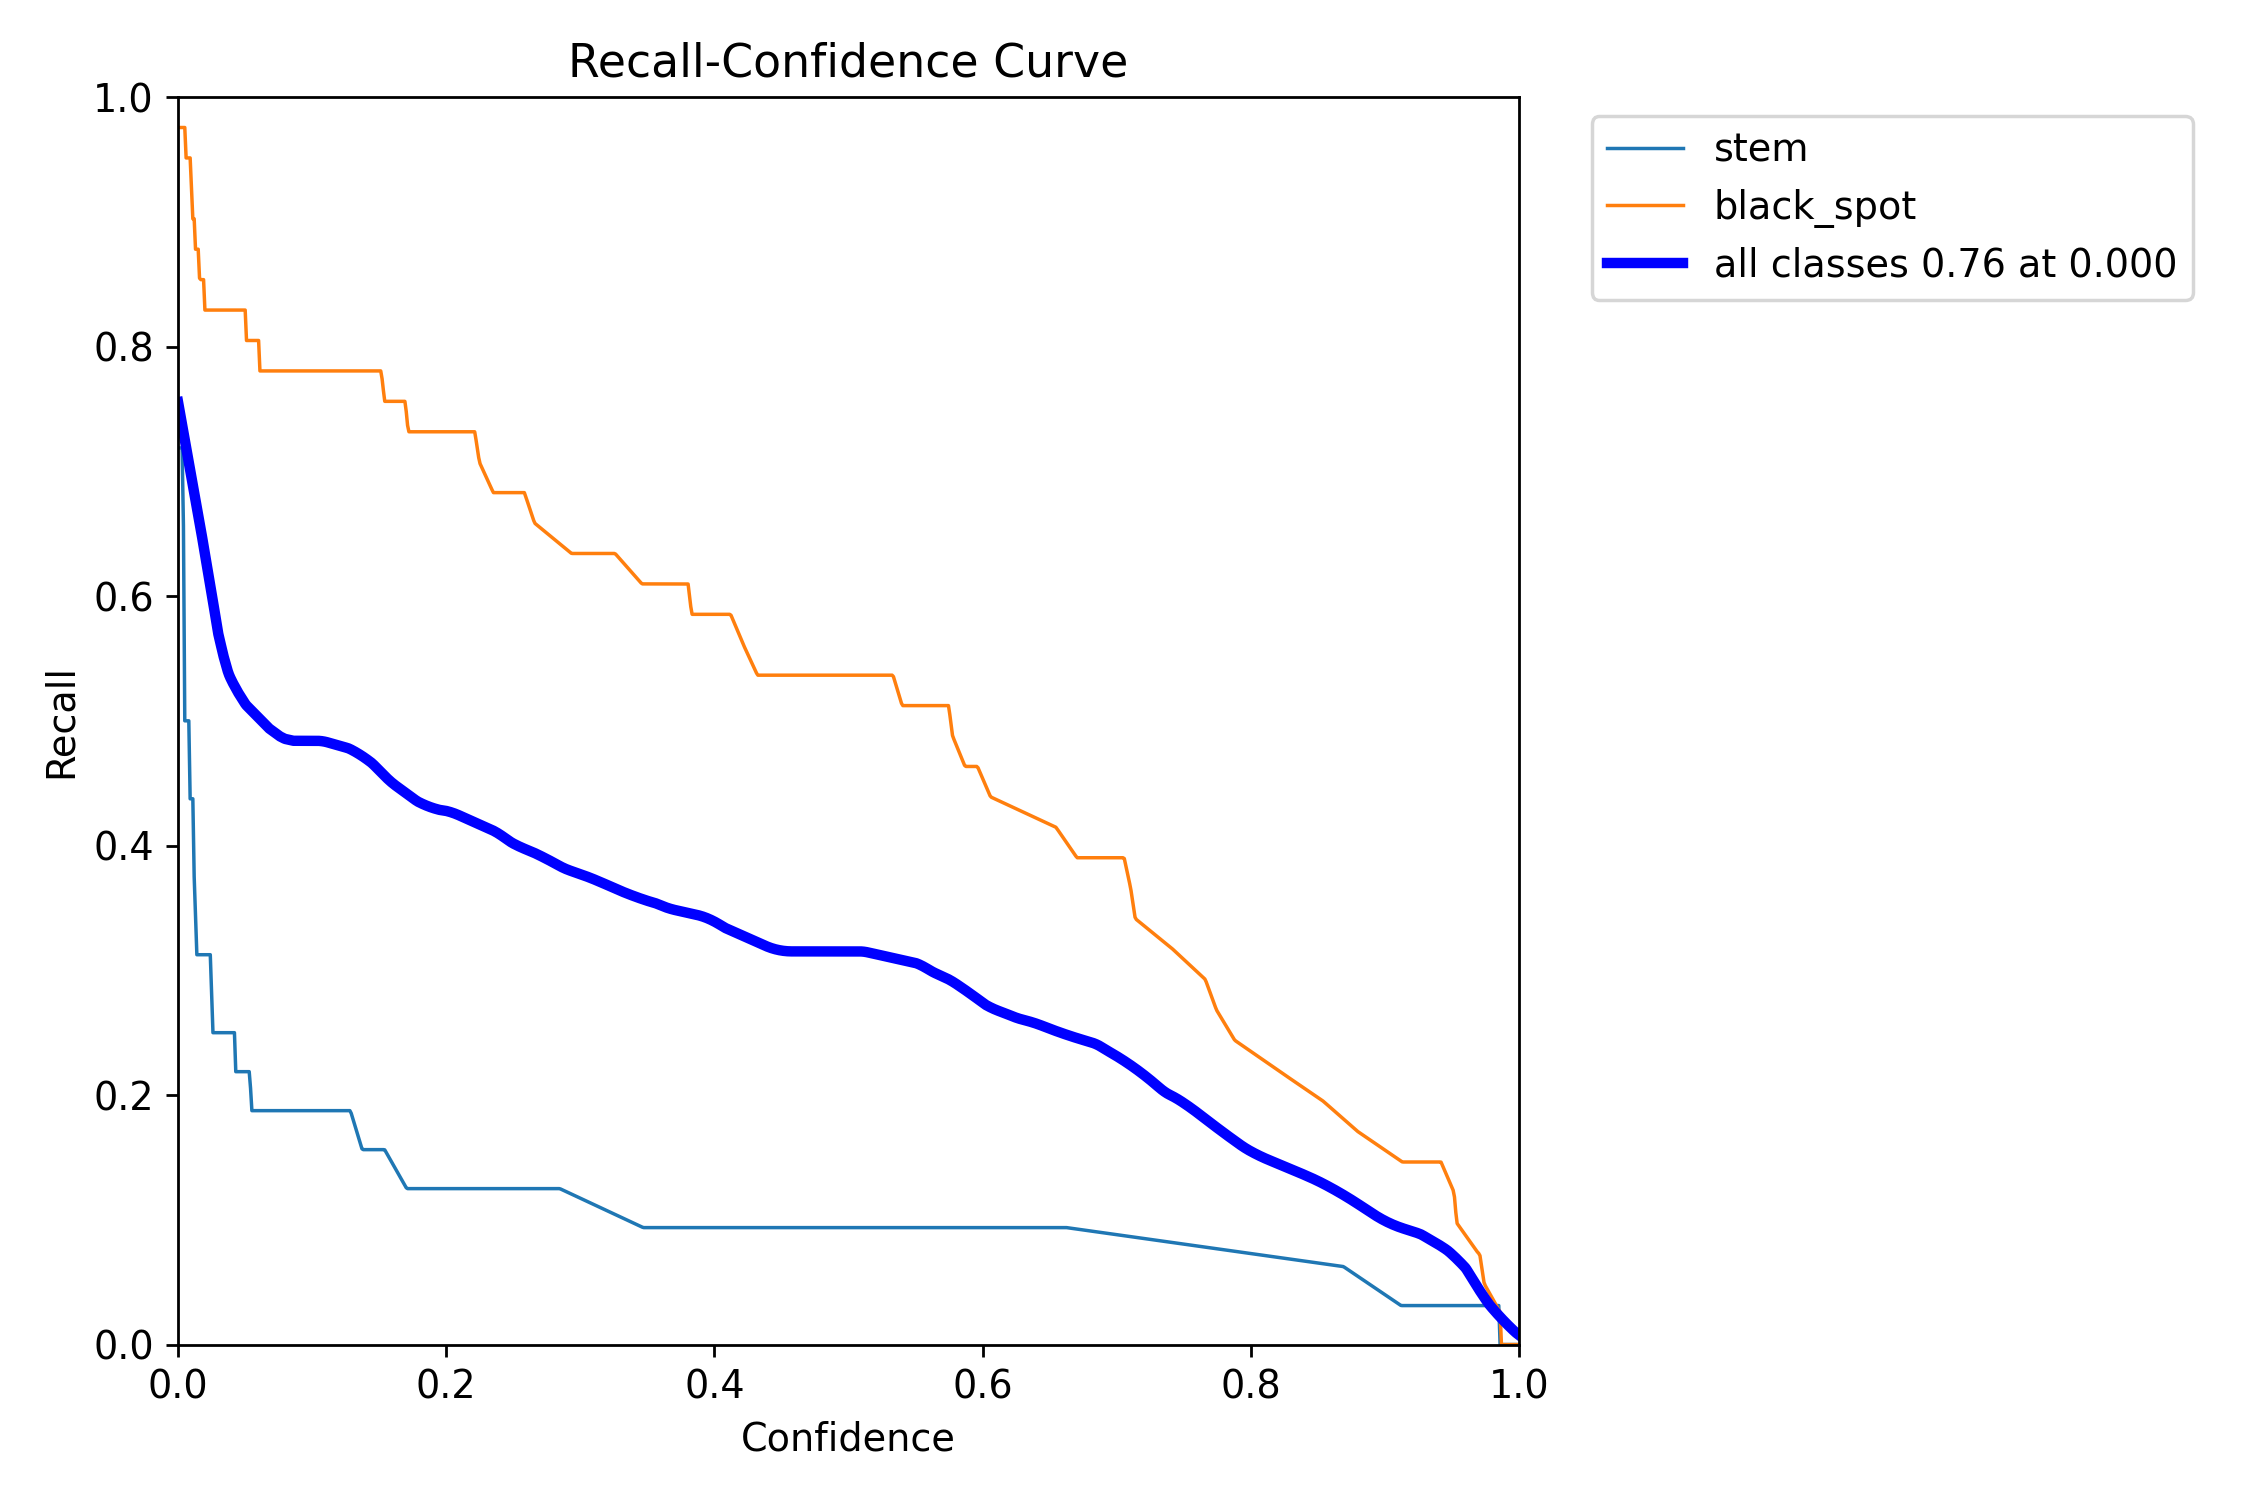 Recall-Confidence Curve
1.0
0.8
0.6
0.4
0.2
0.0
Recall
0.0 0.2 0.4 0.6 0.8 1.0
Confidence
stem
black_spot
all classes 0.76 at 0.000